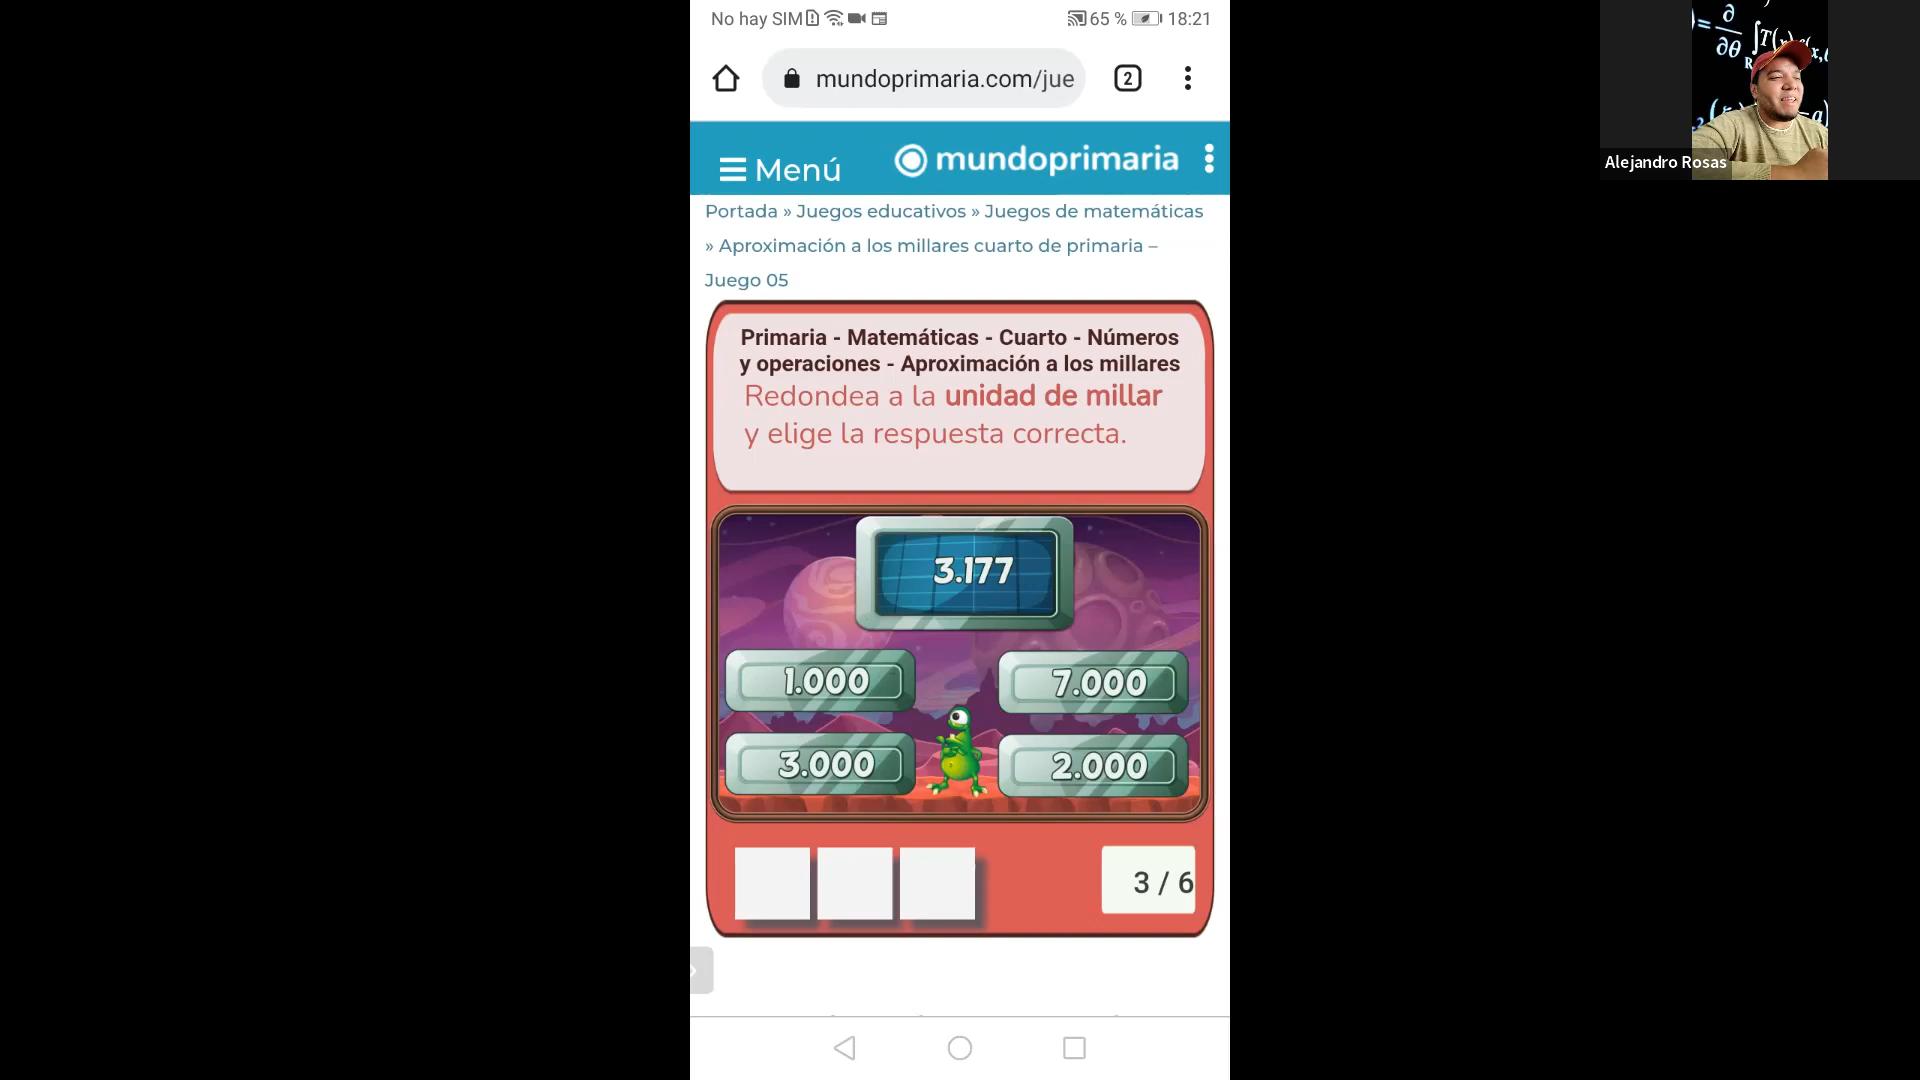 No hay SIM
65 %
18:21
mundoprimaria.com/jue
2
Menú
mundoprimaria
Portada » Juegos educativos » Juegos de matemáticas
» Aproximación a los millares cuarto de primaria –
Juego 05
Primaria - Matemáticas - Cuarto - Números
y operaciones - Aproximación a los millares
Redondea a la unidad de millar
y elige la respuesta correcta.
3.177
1.000
7.000
3.000
2.000
3 / 6
Alejandro Rosas